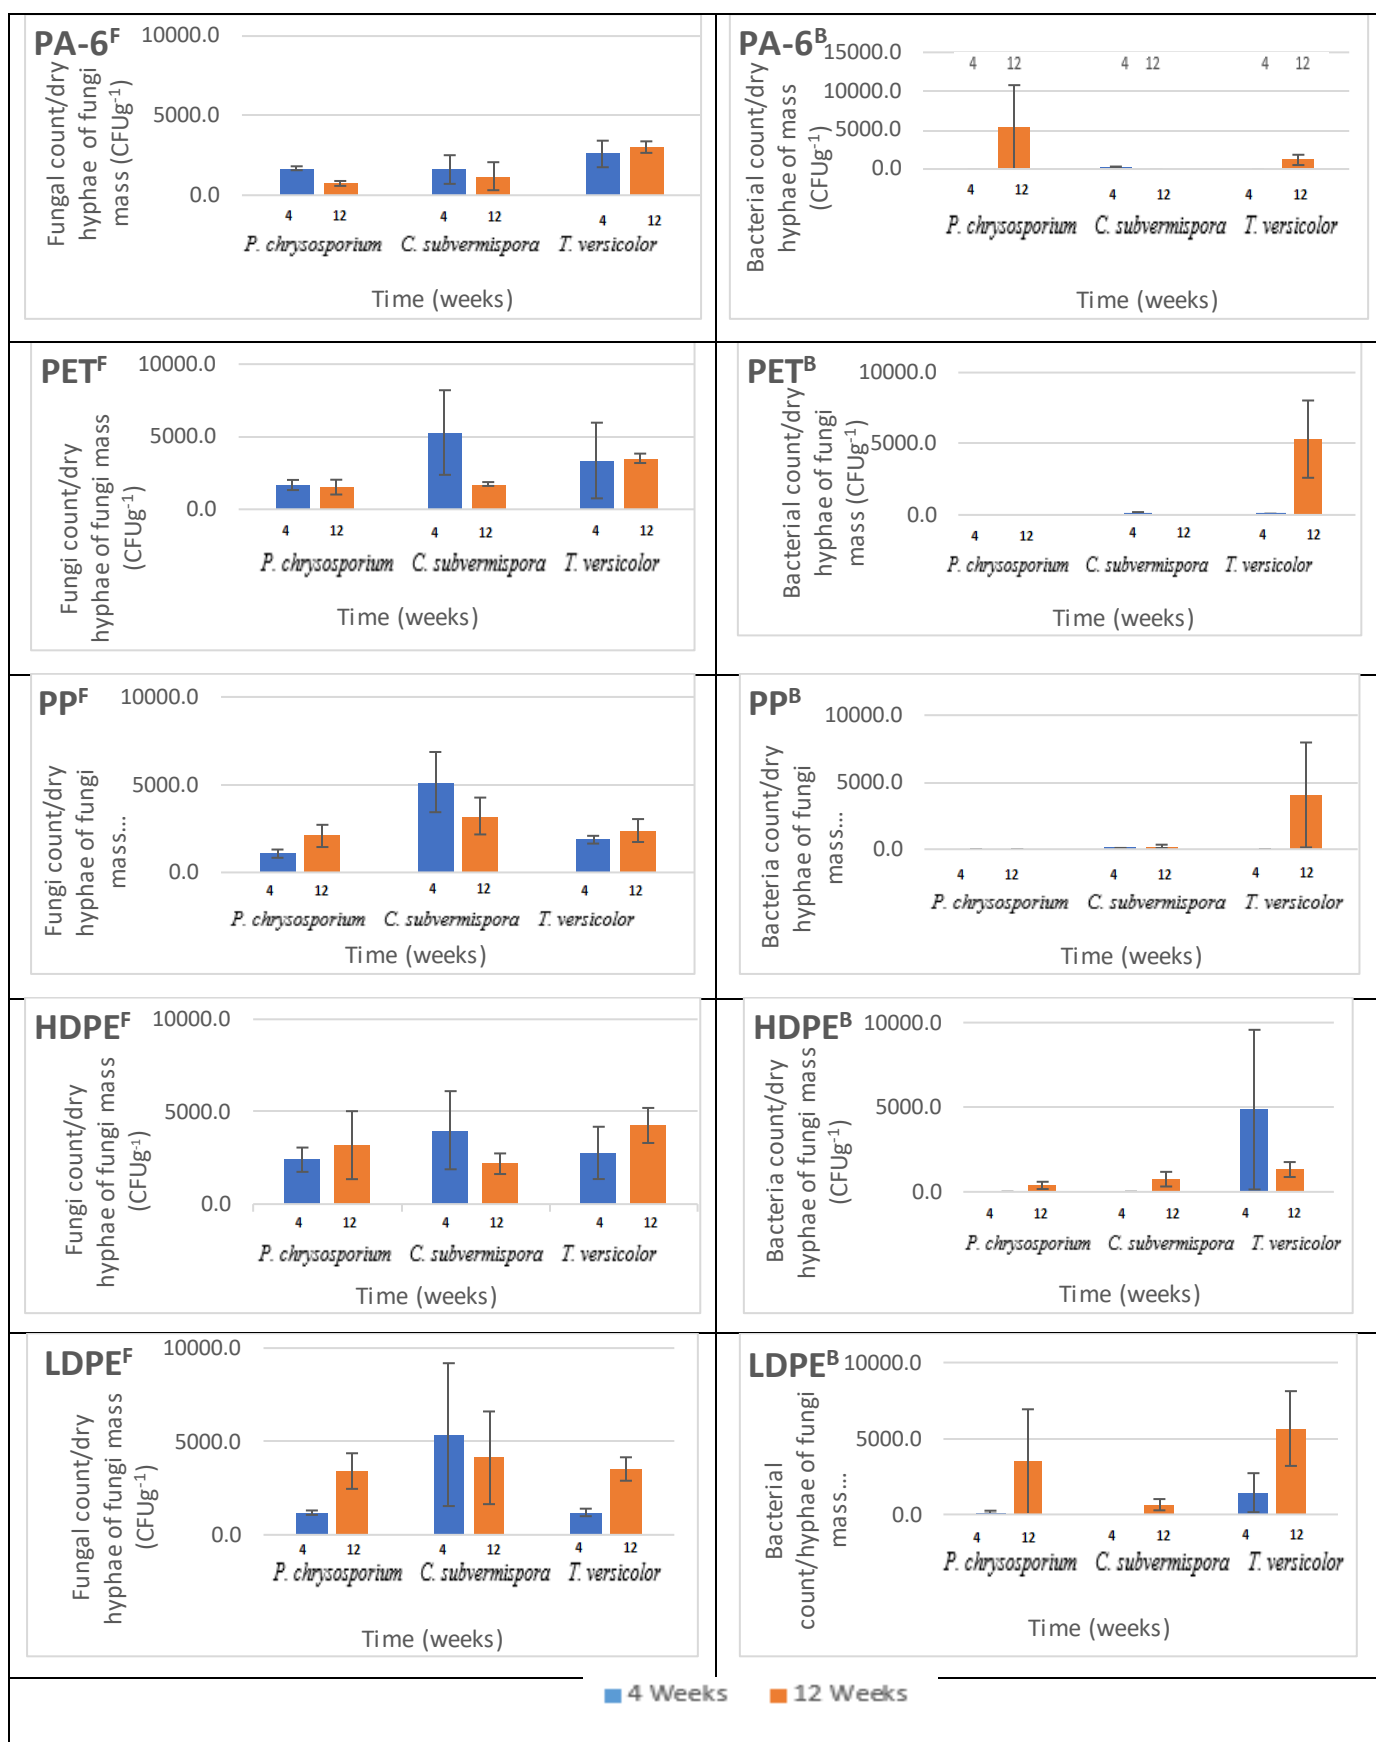 PA-6F
10000.0
5000.0
0.0
Fungal count/dry
hyphae of fungi
mass (CFUg-1)
4 12 4 12 4 12
P. chrysosporium C. subvermispora T. versicolor
Time (weeks)
PA-6B
15000.0
10000.0
5000.0
0.0
Bacterial count/dry
hyphae of mass
(CFUg-1)
4 12 4 12 4 12
4 12 4 12 4 12
P. chrysosporium C. subvermispora T. versicolor
Time (weeks)
PETF
10000.0
5000.0
0.0
Fungi count/dry
hyphae of fungi mass
(CFUg-1)
4 12 4 12 4 12
P. chrysosporium C. subvermispora T. versicolor
Time (weeks)
PETB
10000.0
5000.0
0.0
Bacterial count/dry
hyphae of fungi
mass (CFUg-1)
4 12 4 12 4 12
P. chrysosporium C. subvermispora T. versicolor
Time (weeks)
PPF
10000.0
5000.0
0.0
Fungi count/dry
hyphae of fungi
mass...
4 12 4 12 4 12
P. chrysosporium C. subvermispora T. versicolor
Time (weeks)
PPB
10000.0
5000.0
0.0
Bacteria count/dry
hyphae of fungi
mass...
4 12 4 12 4 12
P. chrysosporium C. subvermispora T. versicolor
Time (weeks)
HDPEF
10000.0
5000.0
0.0
Fungi count/dry
hyphae of fungi mass
(CFUg-1)
4 12 4 12 4 12
P. chrysosporium C. subvermispora T. versicolor
Time (weeks)
HDPEB
10000.0
5000.0
0.0
Bacteria count/dry
hyphae of fungi mass
(CFUg-1)
4 12 4 12 4 12
P. chrysosporium C. subvermispora T. versicolor
Time (weeks)
LDPEF
10000.0
5000.0
0.0
Fungal count/dry
hyphae of fungi mass
(CFUg-1)
4 12 4 12 4 12
P. chrysosporium C. subvermispora T. versicolor
Time (weeks)
LDPEB
10000.0
5000.0
0.0
Bacterial
count/hyphae of fungi
mass...
4 12 4 12 4 12
P. chrysosporium C. subvermispora T. versicolor
Time (weeks)
4 Weeks 12 Weeks